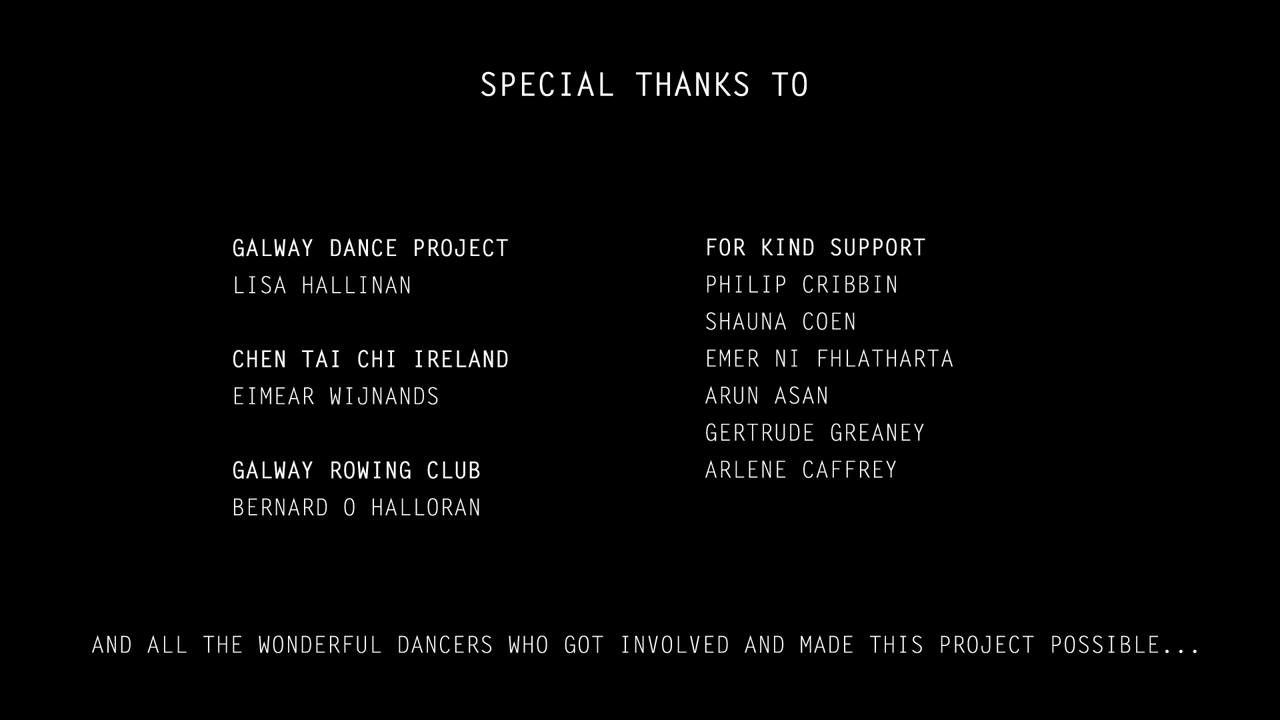 SPECIAL THANKS TO
GALWAY DANCE PROJECT
LISA HALLINAN
CHEN TAI CHI IRELAND
EIMEAR WIJNANDS
GALWAY ROWING CLUB
BERNARD O HALLORAN
FOR KIND SUPPORT
PHILIP CRIBBIN
SHAUNA COEN
EMER NI FHLATHARTA
ARUN ASAN
GERTRUDE GREANEY
ARLENE CAFFREY
AND ALL THE WONDERFUL DANCERS WHO GOT INVOLVED AND MADE THIS PROJECT POSSIBLE...